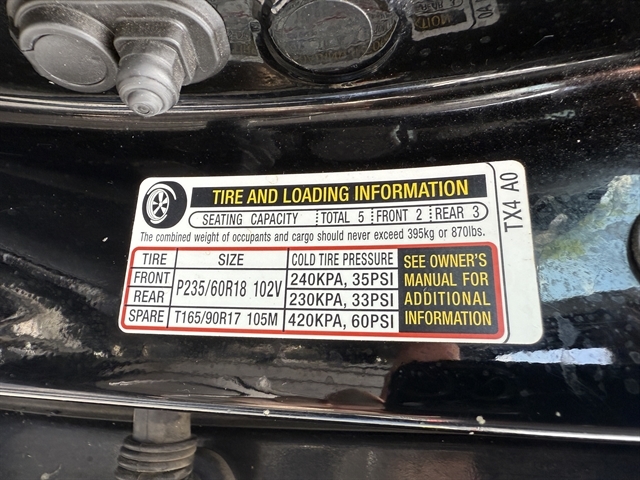 TIRE AND LOADING INFORMATION
SEATING CAPACITY TOTAL 5 FRONT 2 REAR 3
The combined weight of occupants and cargo should never exceed 395kg or 870lbs.
TIRE SIZE COLD TIRE PRESSURE
FRONT P235/60R18 102V 240KPA, 35PSI
REAR 230KPA, 33PSI
SPARE T165/90R17 105M 420KPA, 60PSI
SEE OWNER'S
MANUAL FOR
ADDITIONAL
INFORMATION
TX4 A0